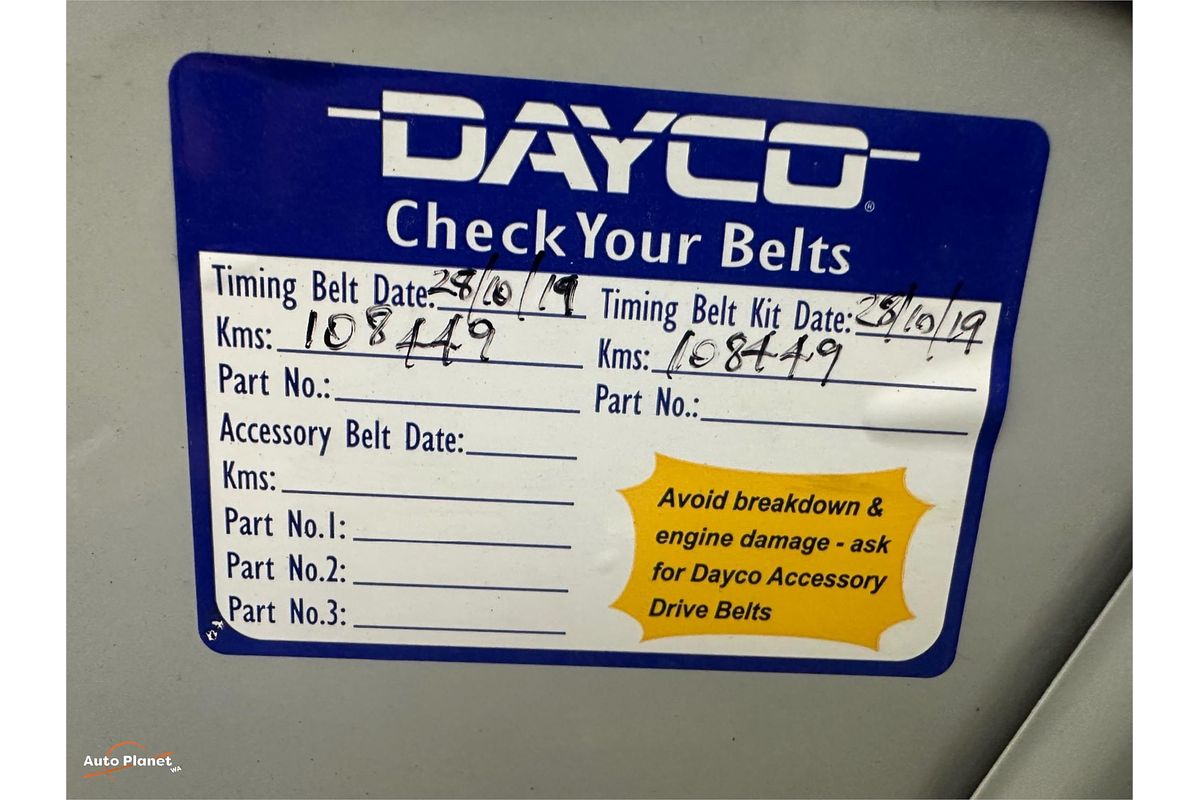 DAYCO®
Check Your Belts
Timing Belt Date: 28/10/19
Kms: 108449
Part No.:
Accessory Belt Date:
Kms:
Part No.1:
Part No.2:
Part No.3:
Timing Belt Kit Date: 28/10/19
Kms: 108449
Part No.:
Avoid breakdown &
engine damage - ask
for Dayco Accessory
Drive Belts
Auto Planet
WA